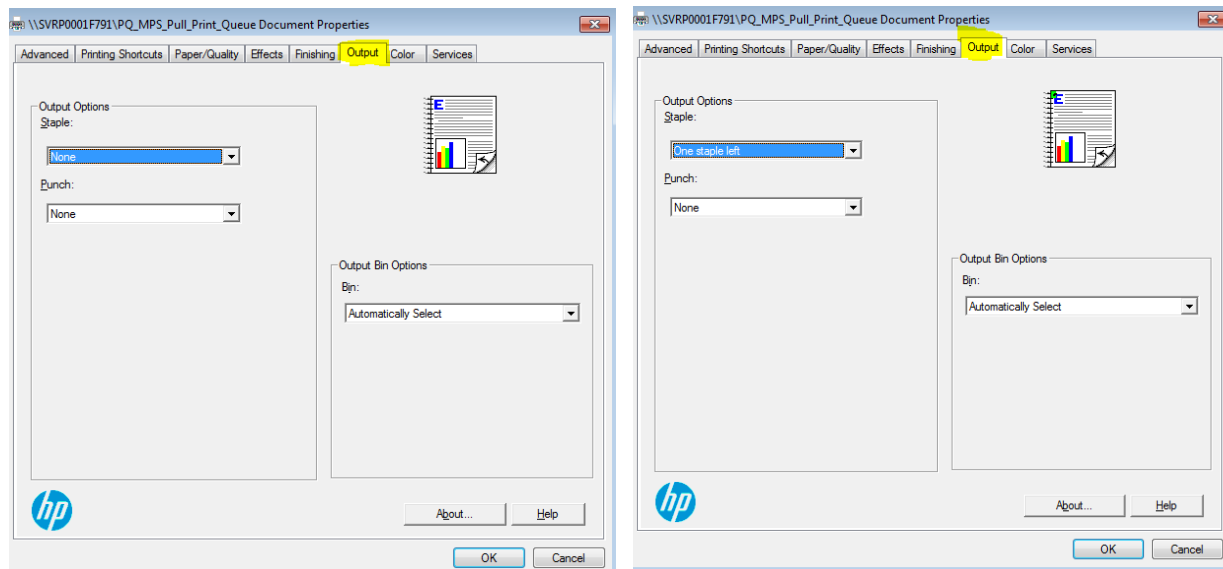 \\SVRP0001F791\PQ_MPS_Pull_Print_Queue Document Properties
Advanced Printing Shortcuts Paper/Quality Effects Finishing Output Color Services
Output Options
Staple:
None
Punch:
None
E
Output Bin Options
Bin:
Automatically Select
hp
About... Help
OK Cancel
\\SVRP0001F791\PQ_MPS_Pull_Print_Queue Document Properties
Advanced Printing Shortcuts Paper/Quality Effects Finishing Output Color Services
Output Options
Staple:
One staple left
Punch:
None
E
Output Bin Options
Bin:
Automatically Select
hp
About... Help
OK Cancel